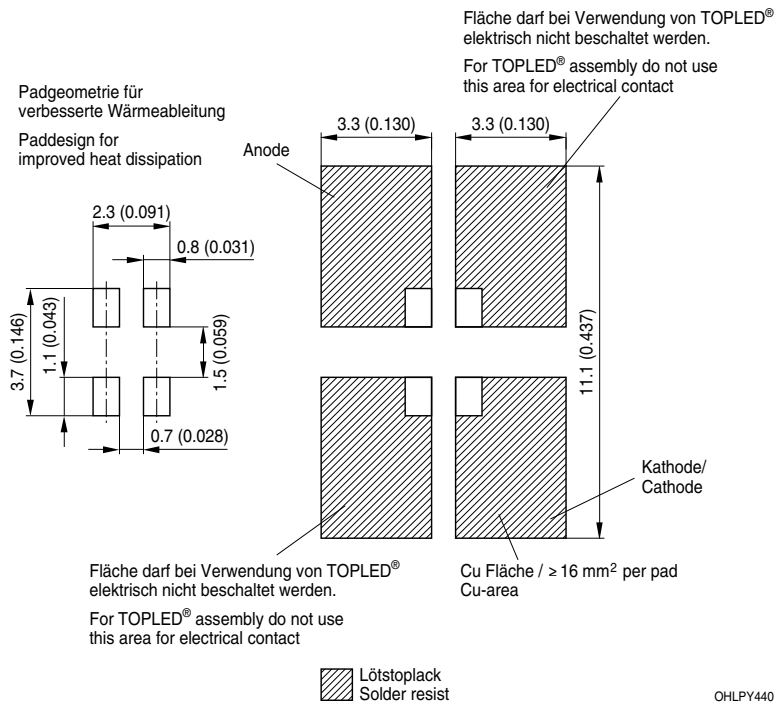 Fläche darf bei Verwendung von TOPLED®
elektrisch nicht beschaltet werden.
For TOPLED® assembly do not use
this area for electrical contact
Padgeometrie für
verbesserte Wärmeableitung
Paddesign for
improved heat dissipation
Anode
3.3 (0.130)
3.3 (0.130)
2.3 (0.091)
0.8 (0.031)
3.7 (0.146)
1.1 (0.043)
1.5 (0.059)
11.1 (0.437)
0.7 (0.028)
Kathode/
Cathode
Fläche darf bei Verwendung von TOPLED®
elektrisch nicht beschaltet werden.
For TOPLED® assembly do not use
this area for electrical contact
Cu Fläche / ≥ 16 mm² per pad
Cu-area
Lötstoplack
Solder resist
OHLPY440